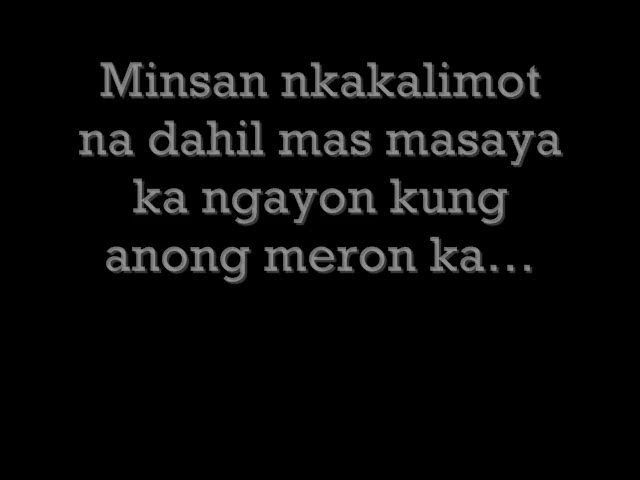 Minsan nkakalimot
na dahil mas masaya
ka ngayon kung
anong meron ka...